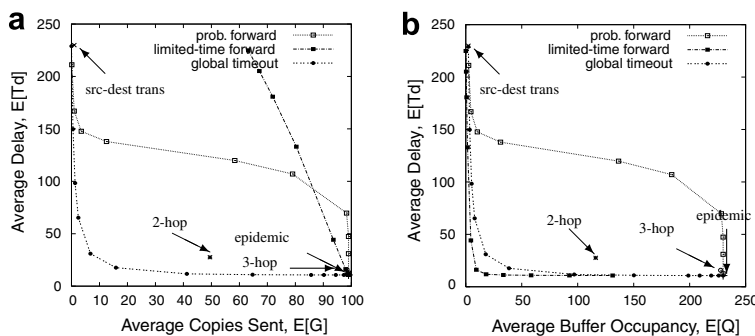 a
Average Delay, E[Td]
250
200
150
100
50
0
0 10 20 30 40 50 60 70 80 90 100
Average Copies Sent, E[G]
prob. forward
limited-time forward
global timeout
src-dest trans
2-hop
epidemic
3-hop
b
Average Delay, E[Td]
250
200
150
100
50
0
0 50 100 150 200 250
Average Buffer Occupancy, E[Q]
prob. forward
limited-time forward
global timeout
src-dest trans
2-hop
epidemic
3-hop